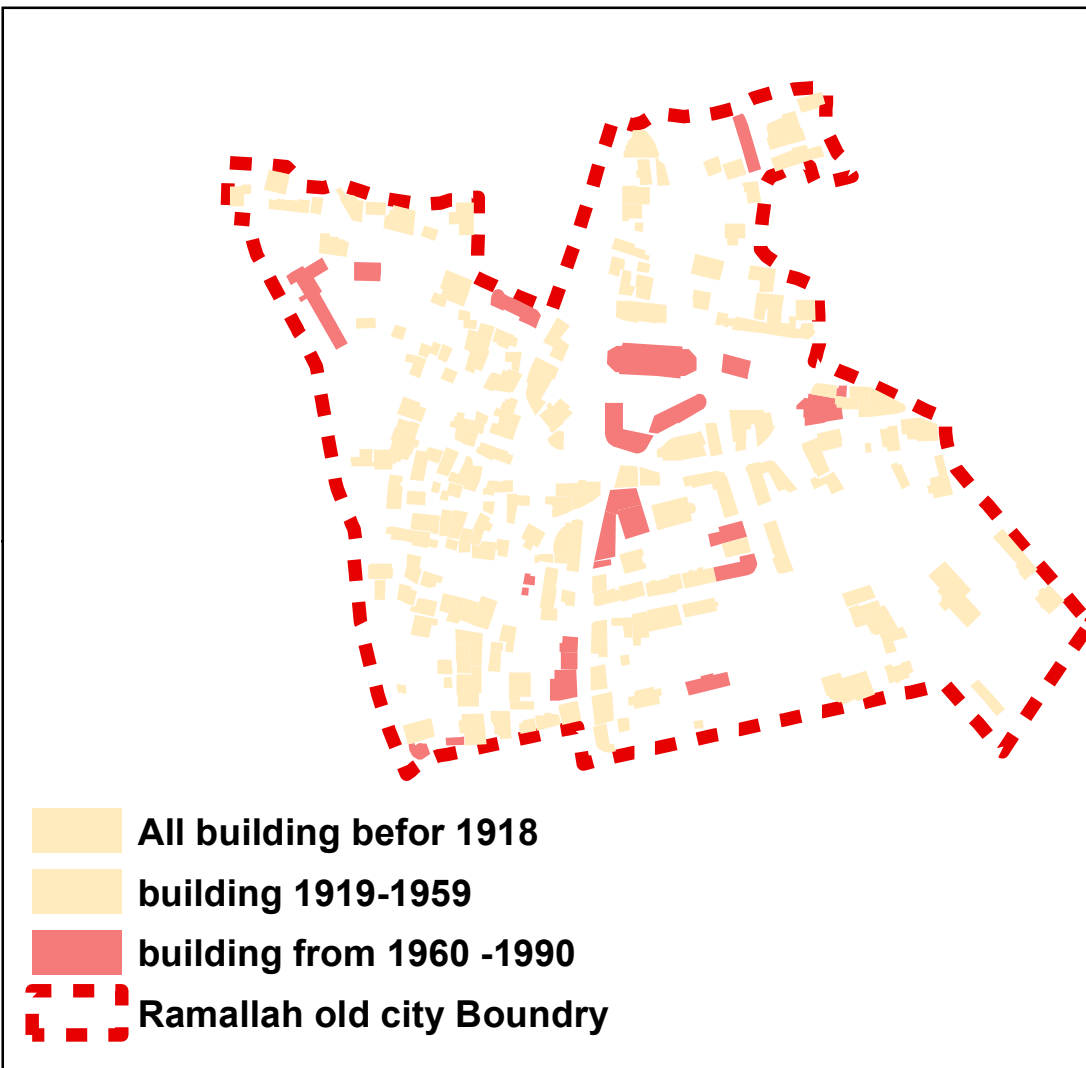 All building befor 1918
building 1919-1959
building from 1960 -1990
Ramallah old city Boundry